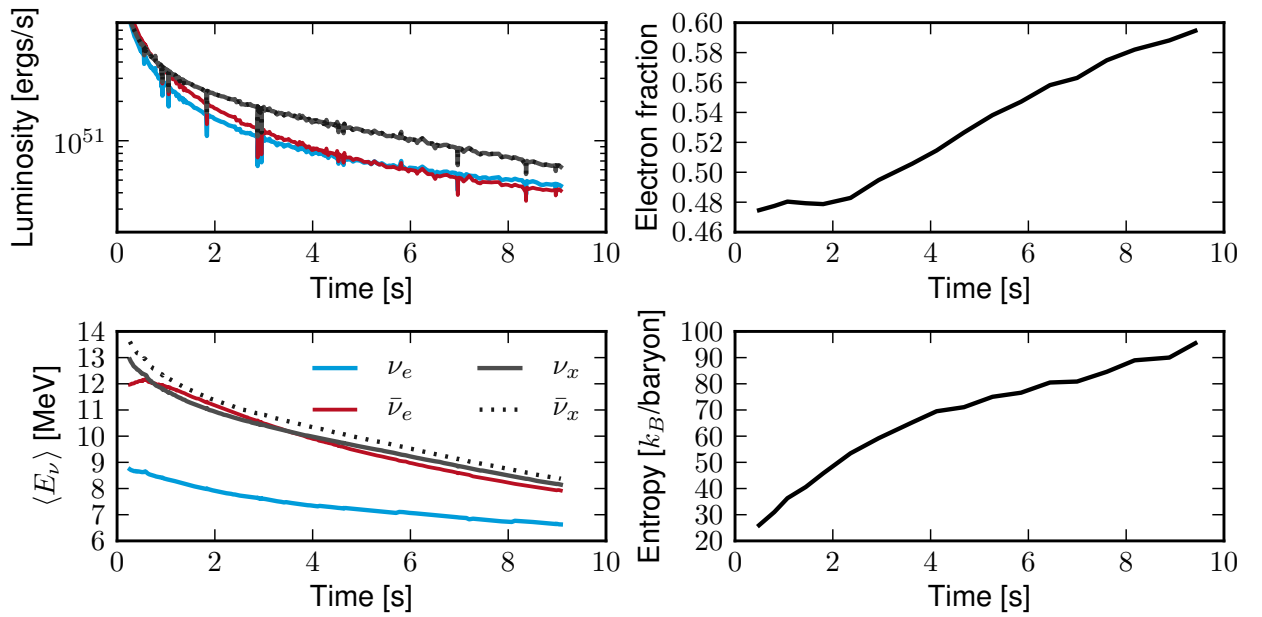 Luminosity [ergs/s]
10^51
0 2 4 6 8 10
Time [s]
Electron fraction
0.60
0.58
0.56
0.54
0.52
0.50
0.48
0.46
0 2 4 6 8 10
Time [s]
⟨E_ν⟩ [MeV]
14
13
12
11
10
9
8
7
6
ν_e
ν_x
ν̄_e
ν̄_x
0 2 4 6 8 10
Time [s]
Entropy [k_B/baryon]
100
90
80
70
60
50
40
30
20
0 2 4 6 8 10
Time [s]